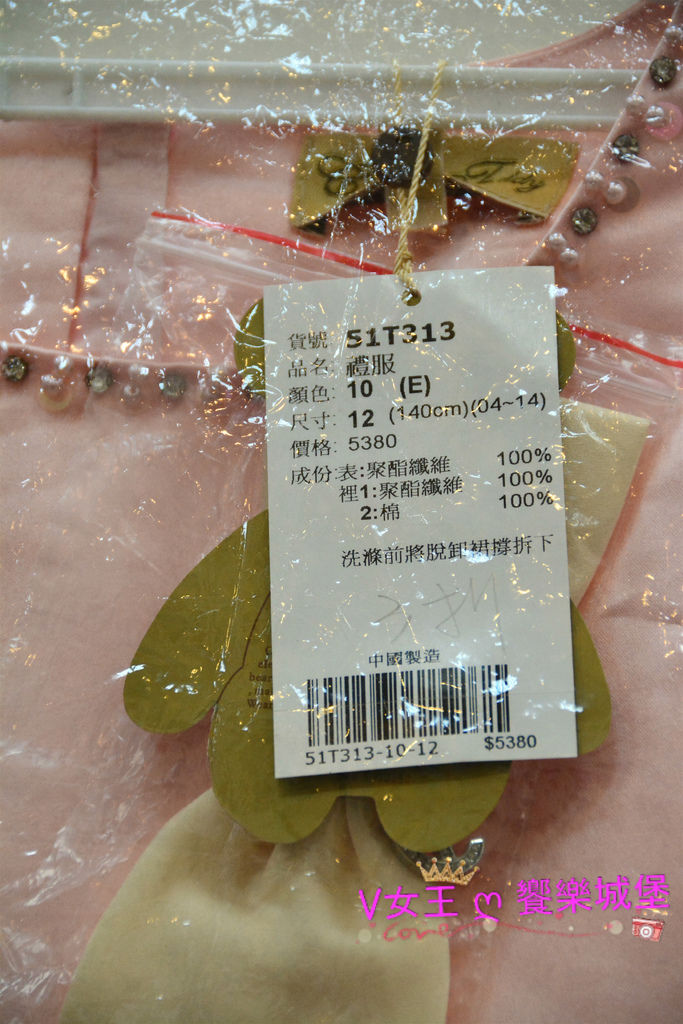 貨號: 51T313
品名: 禮服
顏色: 10 (E)
尺寸: 12 (140cm)(04~14)
價格: 5380
成份:表:聚酯纖維 100%
裡1:聚酯纖維 100%
2:棉 100%
洗滌前將脫卸裙撐拆下
3折
中國製造
51T313-10-12 $5380
V女王 ღ 饗樂城堡